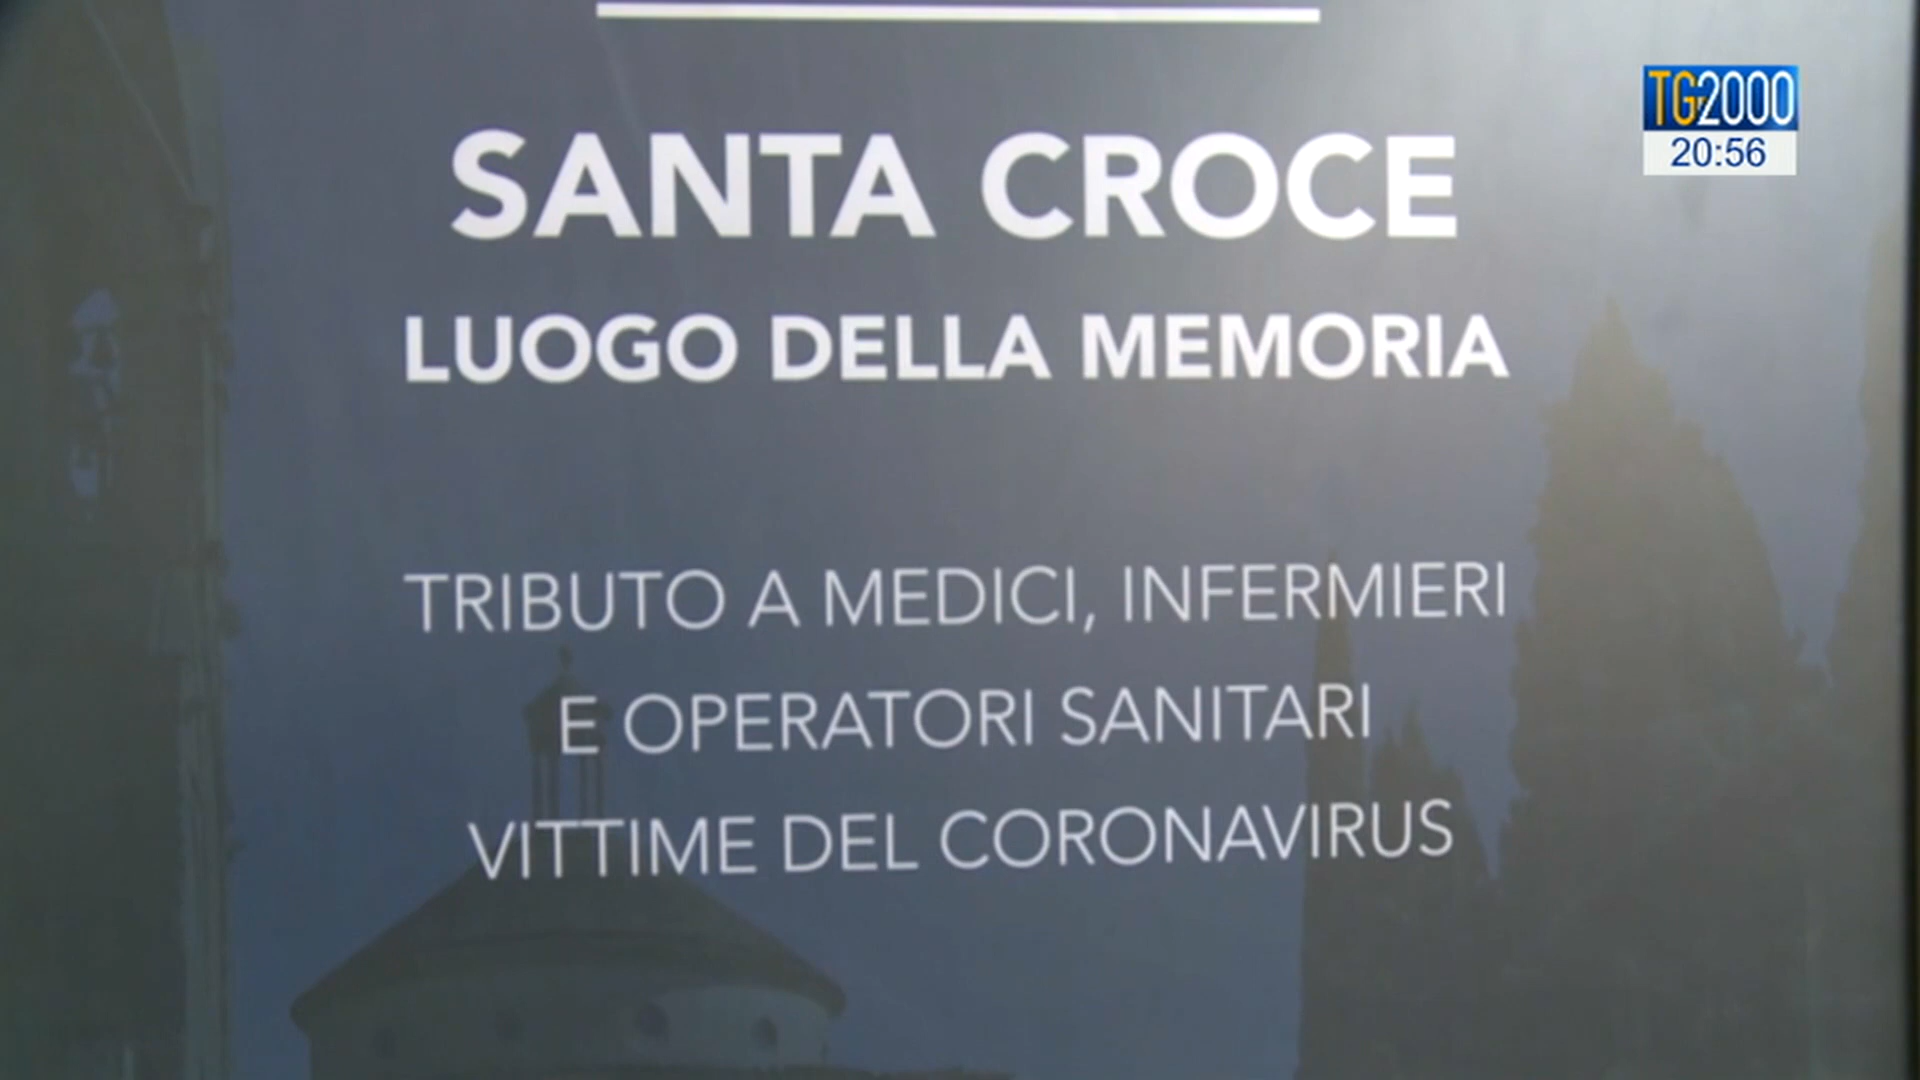 TG2000
20:56
SANTA CROCE
LUOGO DELLA MEMORIA
TRIBUTO A MEDICI, INFERMIERI
E OPERATORI SANITARI
VITTIME DEL CORONAVIRUS